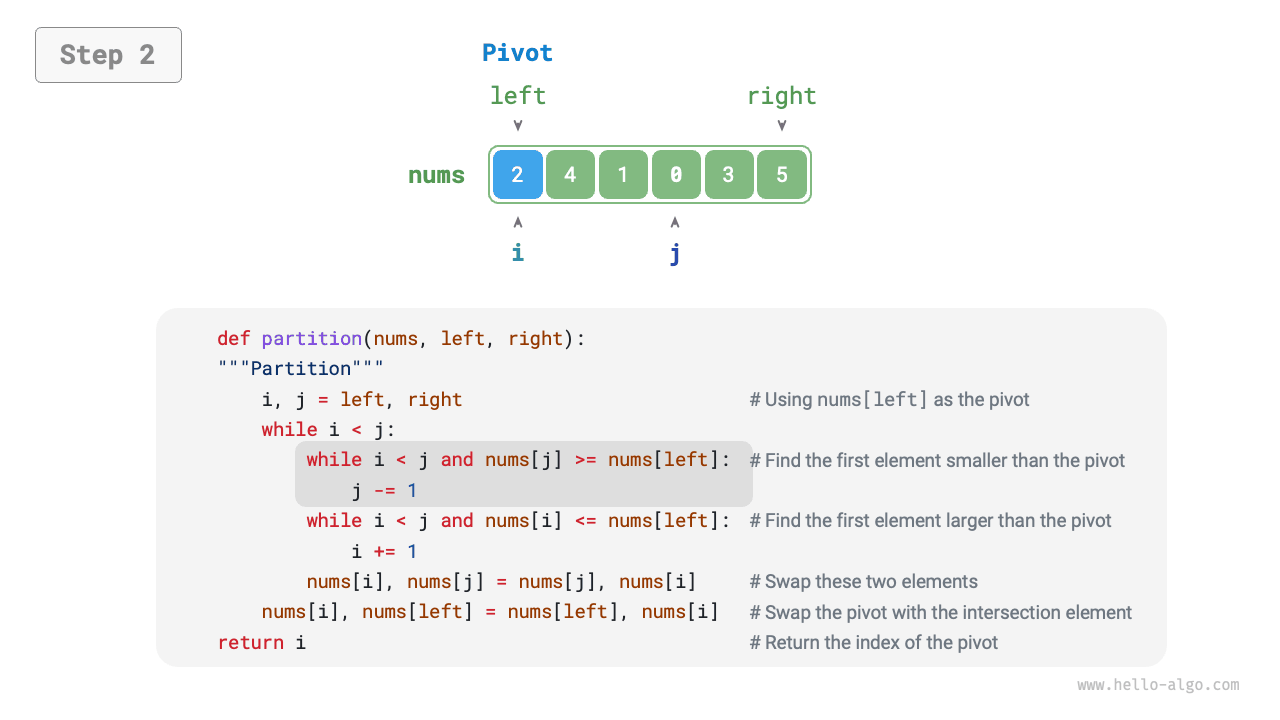 Step 2
Pivot
left right
nums 2 4 1 0 3 5
i j
def partition(nums, left, right):
"""Partition"""
i, j = left, right # Using nums[left] as the pivot
while i < j:
while i < j and nums[j] >= nums[left]: # Find the first element smaller than the pivot
j -= 1
while i < j and nums[i] <= nums[left]: # Find the first element larger than the pivot
i += 1
nums[i], nums[j] = nums[j], nums[i] # Swap these two elements
nums[i], nums[left] = nums[left], nums[i] # Swap the pivot with the intersection element
return i # Return the index of the pivot
www.hello-algo.com